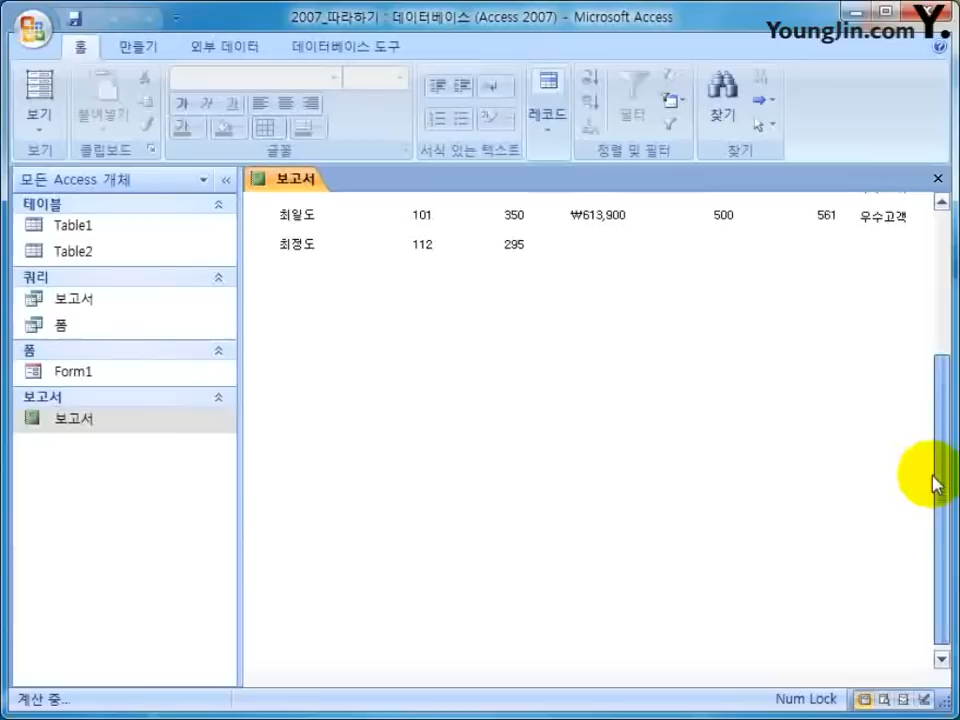 2007_따라하기 : 데이터베이스 (Access 2007) - Microsoft Access
YoungJin.com Y.
홈 만들기 외부 데이터 데이터베이스 도구
보기 붙여넣기 레코드 필터 찾기
가 가 가
가
보기 클립보드 글꼴 서식 있는 텍스트 정렬 및 필터 찾기
모든 Access 개체 «
보고서
테이블
Table1
Table2
쿼리
보고서
폼
폼
Form1
보고서
보고서
최일도 101 350 ₩613,900 500 561 우수고객
최정도 112 295
계산 중...
Num Lock